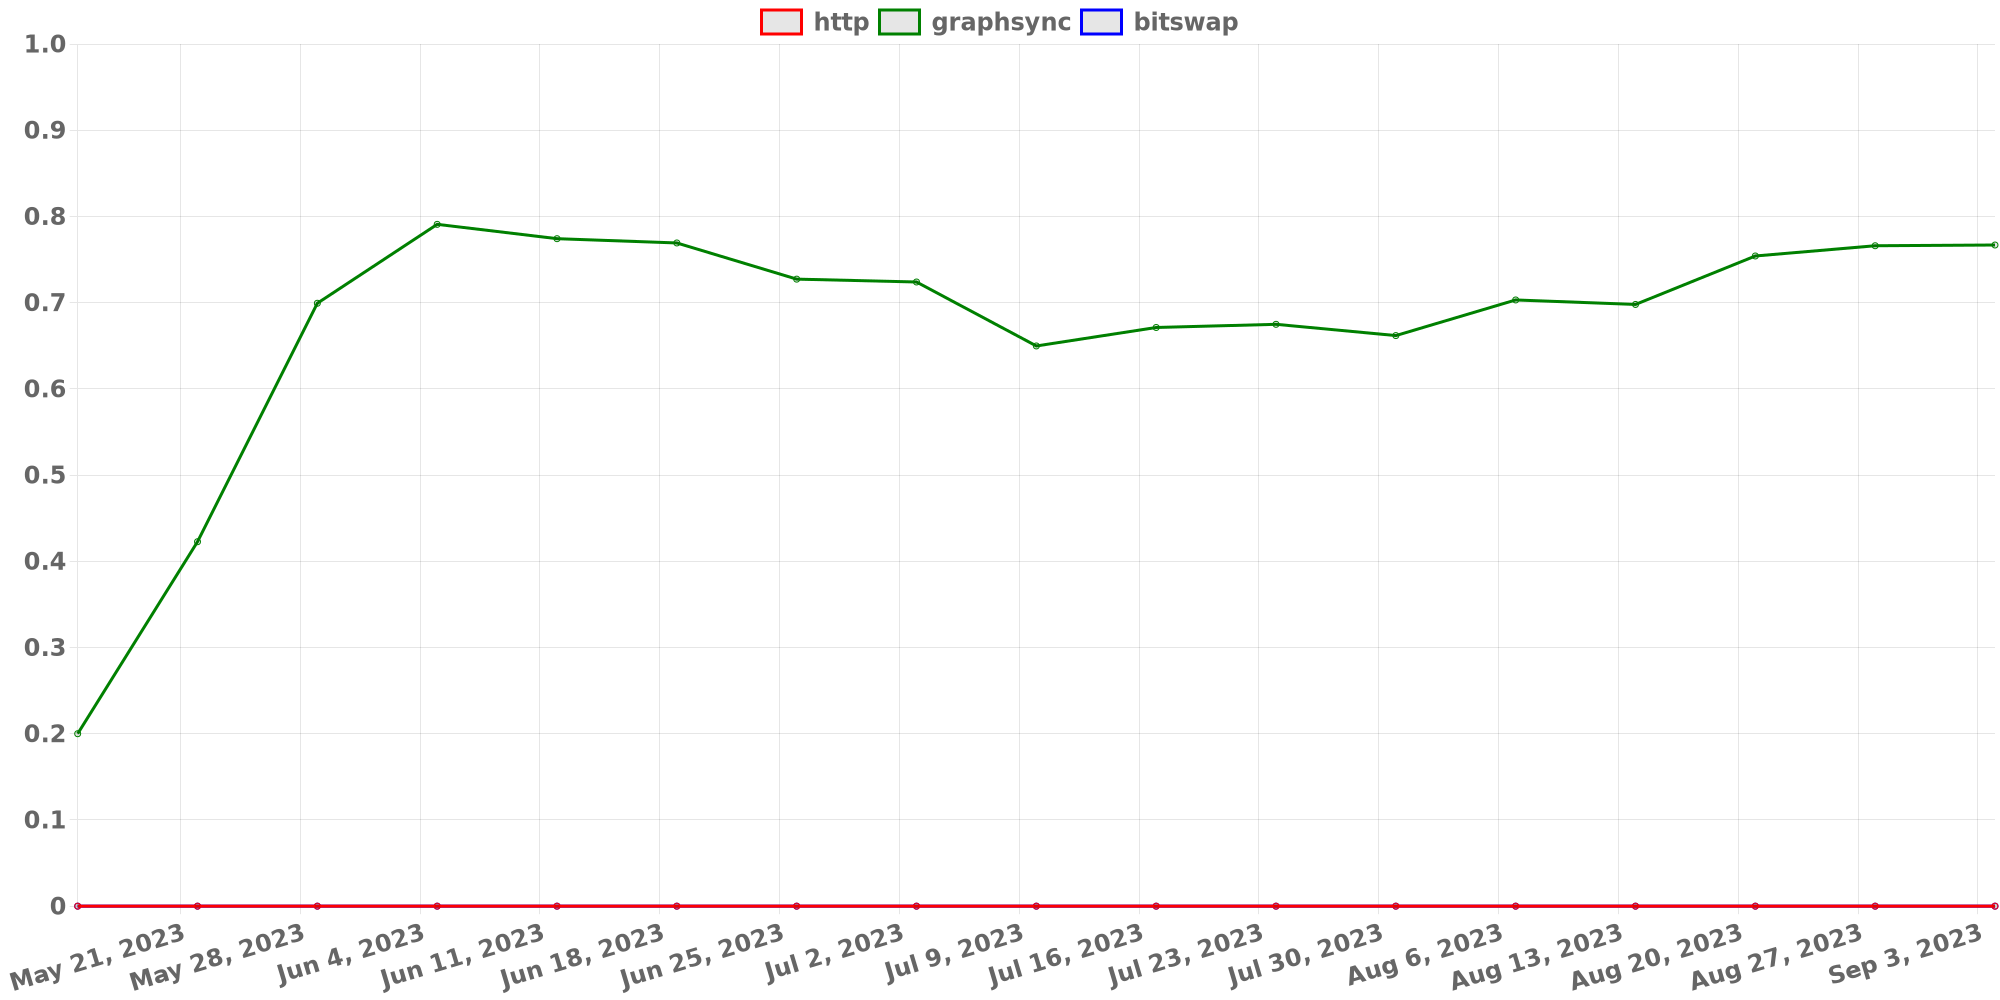 http graphsync bitswap
1.0
0.9
0.8
0.7
0.6
0.5
0.4
0.3
0.2
0.1
0
May 21, 2023
May 28, 2023
Jun 4, 2023
Jun 11, 2023
Jun 18, 2023
Jun 25, 2023
Jul 2, 2023
Jul 9, 2023
Jul 16, 2023
Jul 23, 2023
Jul 30, 2023
Aug 6, 2023
Aug 13, 2023
Aug 20, 2023
Aug 27, 2023
Sep 3, 2023